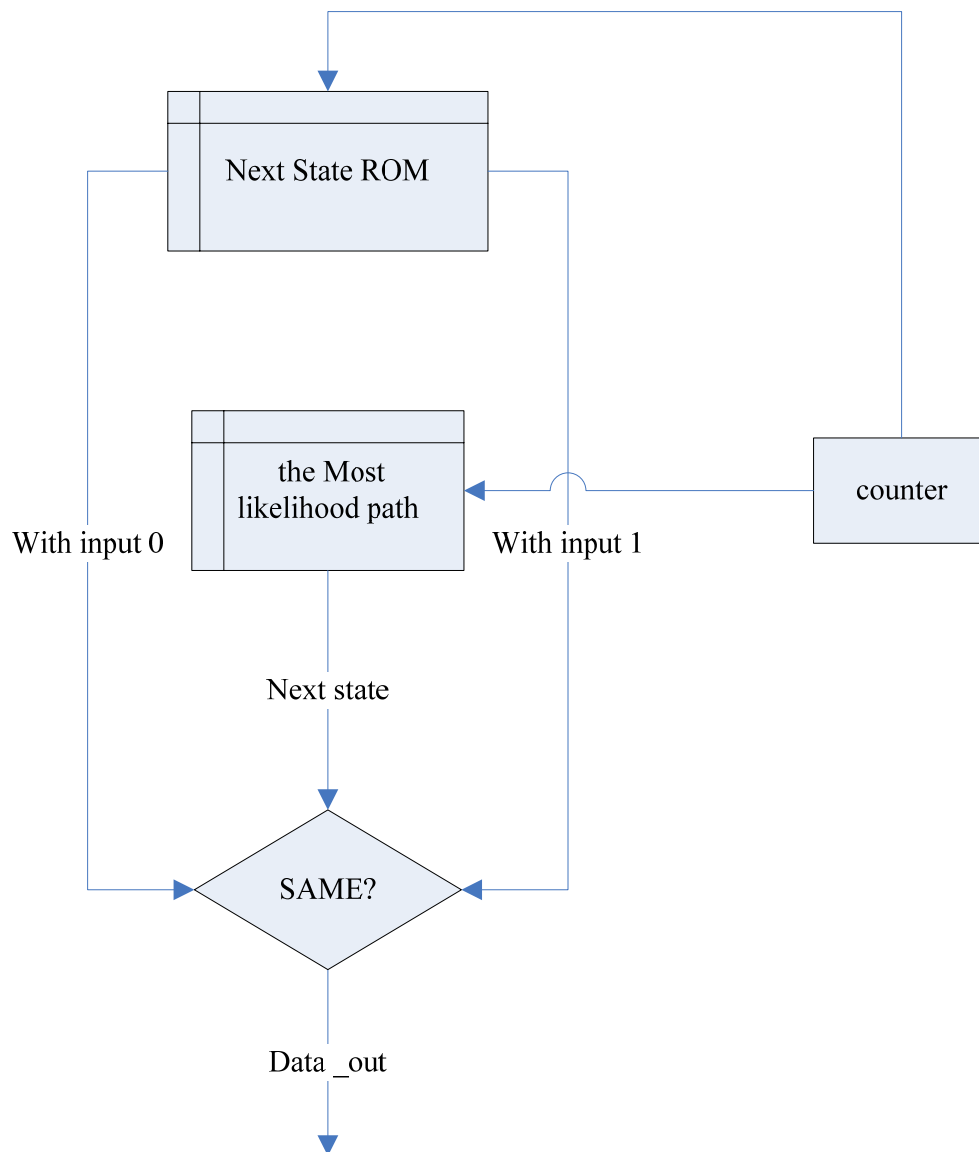 Next State ROM
the Most
likelihood path
counter
With input 0
With input 1
Next state
SAME?
Data _out